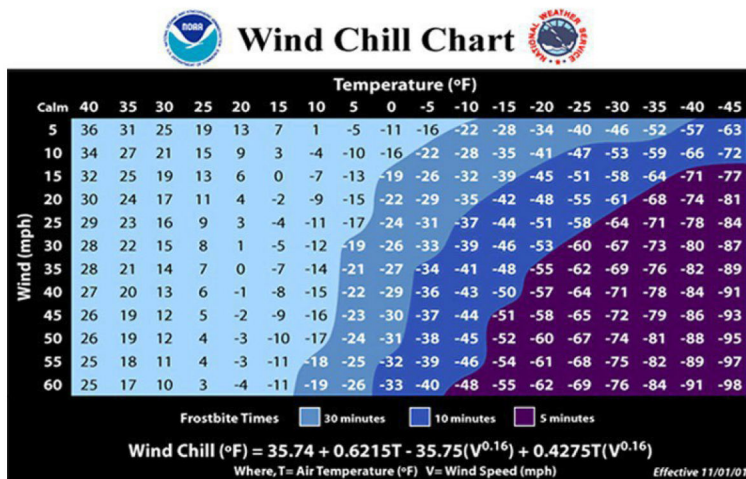 NOAA
Wind Chill Chart
NATIONAL WEATHER SERVICE
Temperature (ºF)
Calm 40 35 30 25 20 15 10 5 0 -5 -10 -15 -20 -25 -30 -35 -40 -45
Wind (mph)
5 36 31 25 19 13 7 1 -5 -11 -16 -22 -28 -34 -40 -46 -52 -57 -63
10 34 27 21 15 9 3 -4 -10 -16 -22 -28 -35 -41 -47 -53 -59 -66 -72
15 32 25 19 13 6 0 -7 -13 -19 -26 -32 -39 -45 -51 -58 -64 -71 -77
20 30 24 17 11 4 -2 -9 -15 -22 -29 -35 -42 -48 -55 -61 -68 -74 -81
25 29 23 16 9 3 -4 -11 -17 -24 -31 -37 -44 -51 -58 -64 -71 -78 -84
30 28 22 15 8 1 -5 -12 -19 -26 -33 -39 -46 -53 -60 -67 -73 -80 -87
35 28 21 14 7 0 -7 -14 -21 -27 -34 -41 -48 -55 -62 -69 -76 -82 -89
40 27 20 13 6 -1 -8 -15 -22 -29 -36 -43 -50 -57 -64 -71 -78 -84 -91
45 26 19 12 5 -2 -9 -16 -23 -30 -37 -44 -51 -58 -65 -72 -79 -86 -93
50 26 19 12 4 -3 -10 -17 -24 -31 -38 -45 -52 -60 -67 -74 -81 -88 -95
55 25 18 11 4 -3 -11 -18 -25 -32 -39 -46 -54 -61 -68 -75 -82 -89 -97
60 25 17 10 3 -4 -11 -19 -26 -33 -40 -48 -55 -62 -69 -76 -84 -91 -98
Frostbite Times 30 minutes 10 minutes 5 minutes
Wind Chill (ºF) = 35.74 + 0.6215T - 35.75(V0.16) + 0.4275T(V0.16)
Where, T= Air Temperature (ºF) V= Wind Speed (mph)
Effective 11/01/01